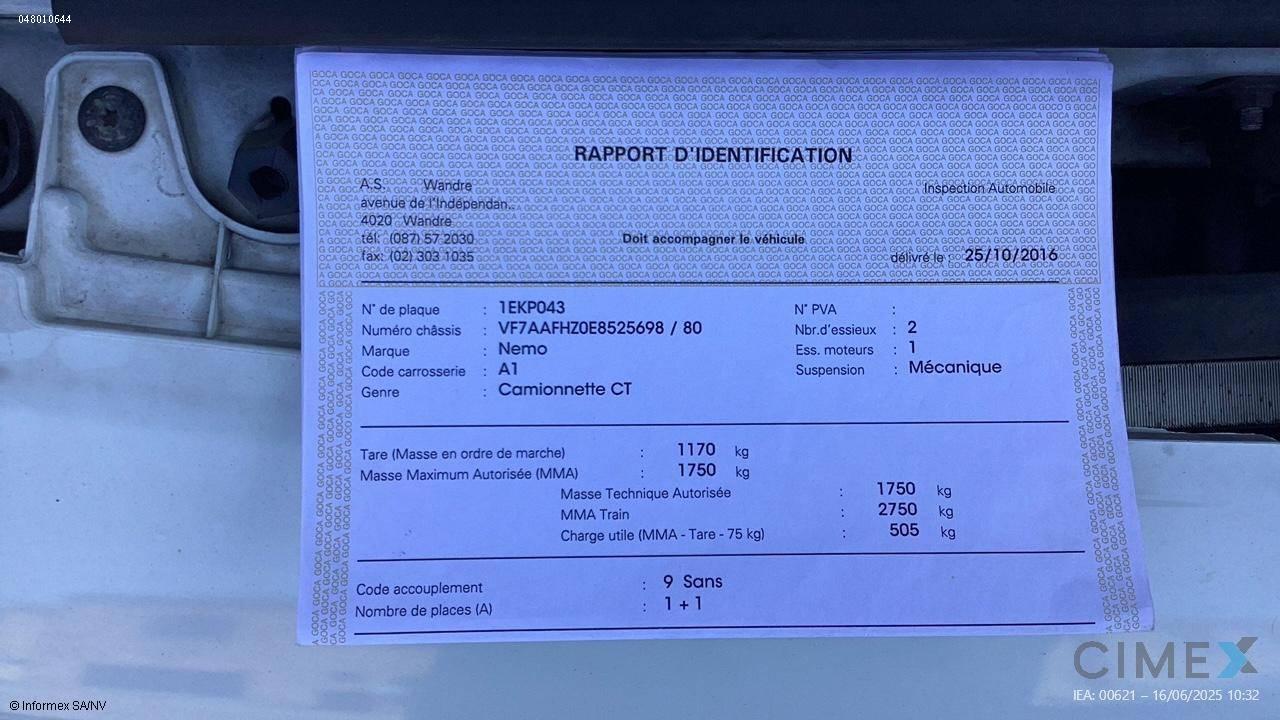 048010644
RAPPORT D'IDENTIFICATION
A.S. Wandre
Inspection Automobile
avenue de l'Indépendan..
4020 Wandre
tél: (087) 57 2030
Doit accompagner le véhicule
fax: (02) 303 1035
délivré le : 25/10/2016
N° de plaque : 1EKP043
N° PVA :
Numéro châssis : VF7AAFHZ0E8525698 / 80
Nbr.d'essieux : 2
Marque : Nemo
Ess. moteurs : 1
Code carrosserie : A1
Suspension : Mécanique
Genre : Camionnette CT
Tare (Masse en ordre de marche) : 1170 kg
Masse Maximum Autorisée (MMA) : 1750 kg
Masse Technique Autorisée : 1750 kg
MMA Train : 2750 kg
Charge utile (MMA - Tare - 75 kg) : 505 kg
Code accouplement : 9 Sans
Nombre de places (A) : 1 + 1
CIMEX
IEA: 00621 – 16/06/2025 10:32
© Informex SA/NV